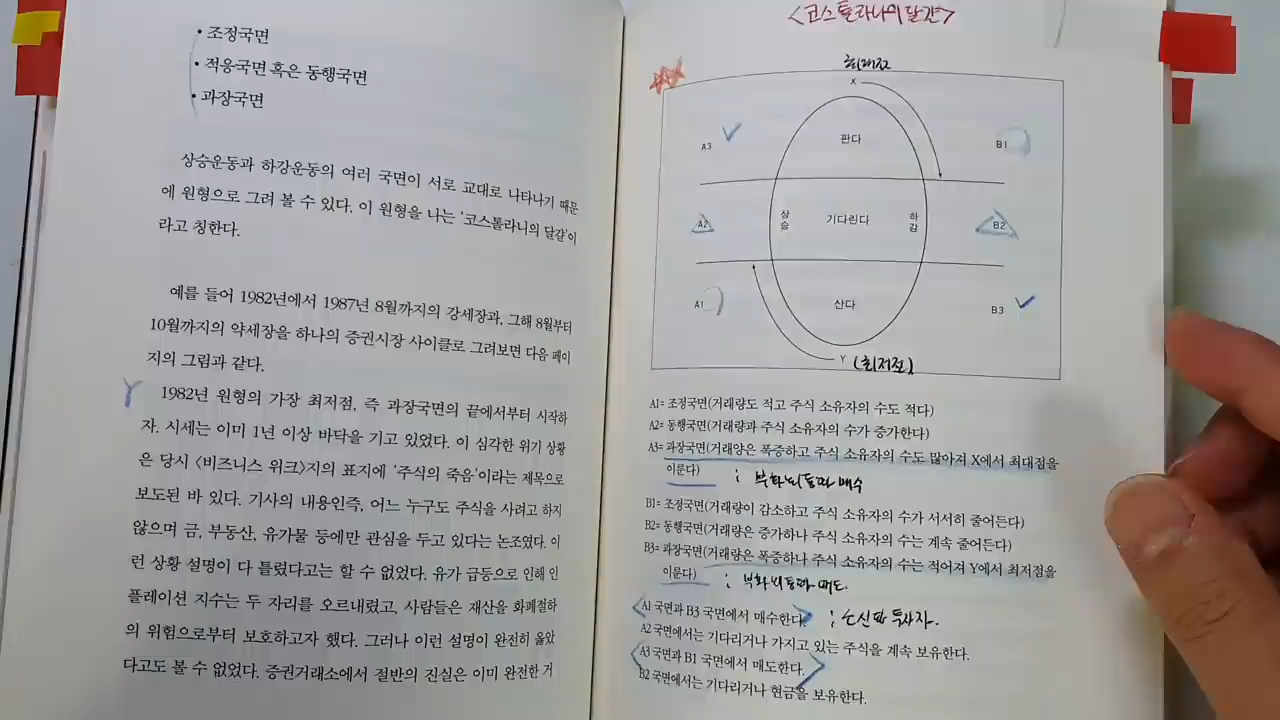 • 조정국면
• 적응국면 혹은 동행국면
• 과장국면
상승운동과 하강운동의 여러 국면이 서로 교대로 나타나기 때문
에 원형으로 그려 볼 수 있다. 이 원형을 나는 '코스톨라니의 달걀'이
라고 칭한다.
예를 들어 1982년에서 1987년 8월까지의 강세장과, 그해 8월부터
10월까지의 약세장을 하나의 증권시장 사이클로 그려보면 다음 페이
지의 그림과 같다.
Y
1982년 원형의 가장 최저점, 즉 과장국면의 끝에서부터 시작하
자. 시세는 이미 1년 이상 바닥을 기고 있었다. 이 심각한 위기 상황
은 당시 〈비즈니스 위크〉지의 표지에 '주식의 죽음'이라는 제목으로
보도된 바 있다. 기사의 내용인즉, 어느 누구도 주식을 사려고 하지
않으며 금, 부동산, 유가물 등에만 관심을 두고 있다는 논조였다. 이
런 상황 설명이 다 틀렸다고는 할 수 없었다. 유가 급등으로 인해 인
플레이션 지수는 두 자리를 오르내렸고, 사람들은 재산을 화폐절하
의 위험으로부터 보호하고자 했다. 그러나 이런 설명이 완전히 옳았
다고도 볼 수 없었다. 증권거래소에서 절반의 진실은 이미 완전한 거
<코스톨라니의 달걀>
최대점
X
A3
판다
B1
A2
상승
기다린다
하강
B2
A1
산다
B3
Y (최저점)
A1= 조정국면(거래량도 적고 주식 소유자의 수도 적다)
A2= 동행국면(거래량과 주식 소유자의 수가 증가한다)
A3= 과장국면(거래양은 폭증하고 주식 소유자의 수도 많아져 X에서 최대점을
이룬다) ; 부화뇌동파 매수
B1= 조정국면(거래량이 감소하고 주식 소유자의 수가 서서히 줄어든다)
B2= 동행국면(거래량은 증가하나 주식 소유자의 수는 계속 줄어든다)
B3= 과장국면(거래량은 폭증하나 주식 소유자의 수는 적어져 Y에서 최저점을
이룬다) ; 부화뇌동파 매도.
A1 국면과 B3 국면에서 매수한다. ; 소신파 투자자.
A2 국면에서는 기다리거나 가지고 있는 주식을 계속 보유한다.
A3 국면과 B1 국면에서 매도한다.
B2 국면에서는 기다리거나 현금을 보유한다.